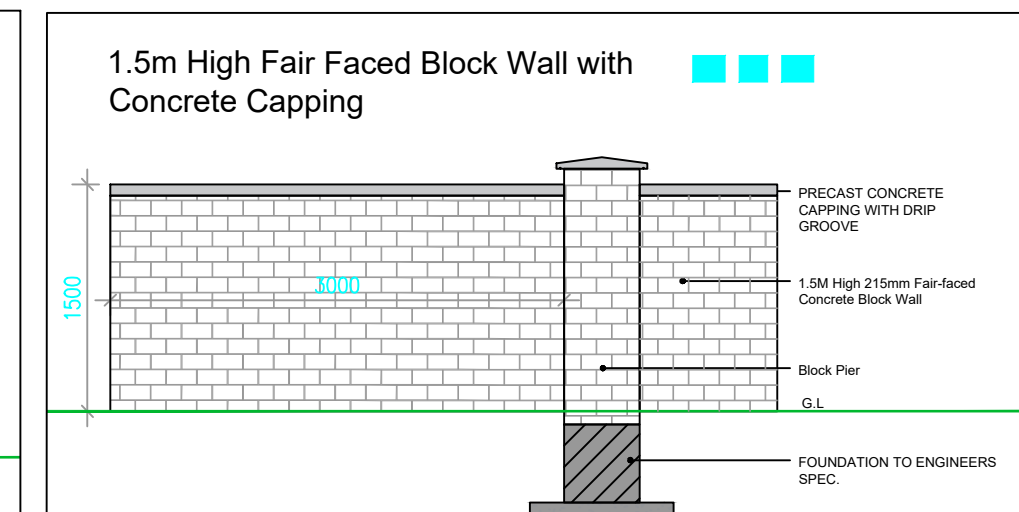 1.5m High Fair Faced Block Wall with
Concrete Capping
PRECAST CONCRETE
CAPPING WITH DRIP
GROOVE
1500
3000
1.5M High 215mm Fair-faced
Concrete Block Wall
Block Pier
G.L
FOUNDATION TO ENGINEERS
SPEC.